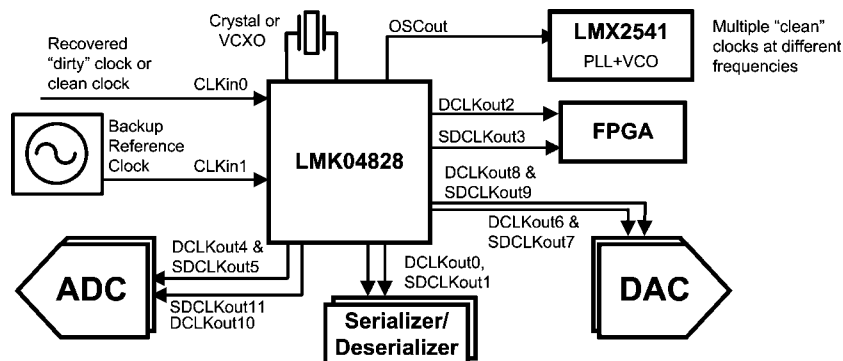 Crystal or
VCXO
Recovered
"dirty" clock or
clean clock
CLKin0
OSCout
LMX2541
PLL+VCO
Multiple "clean"
clocks at different
frequencies
Backup
Reference
Clock
CLKin1
LMK04828
DCLKout2
SDCLKout3
FPGA
DCLKout8 &
SDCLKout9
DCLKout6 &
SDCLKout7
DCLKout4 &
SDCLKout5
SDCLKout11
DCLKout10
ADC
DCLKout0,
SDCLKout1
Serializer/
Deserializer
DAC